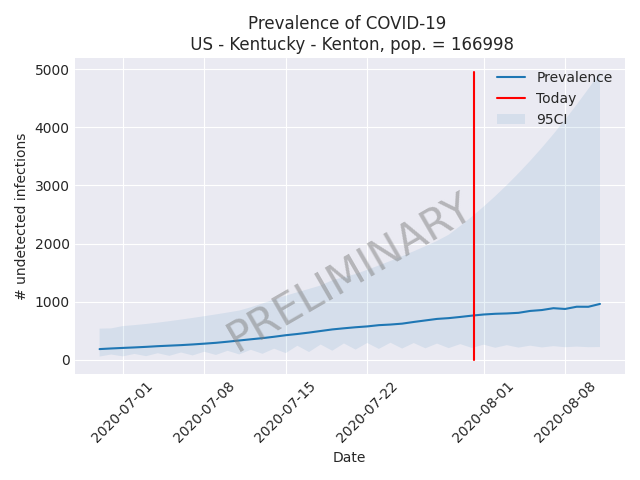 Prevalence of COVID-19
US - Kentucky - Kenton, pop. = 166998
5000
4000
3000
2000
1000
0
# undetected infections
Prevalence
Today
95CI
PRELIMINARY
2020-07-01
2020-07-08
2020-07-15
2020-07-22
2020-08-01
2020-08-08
Date